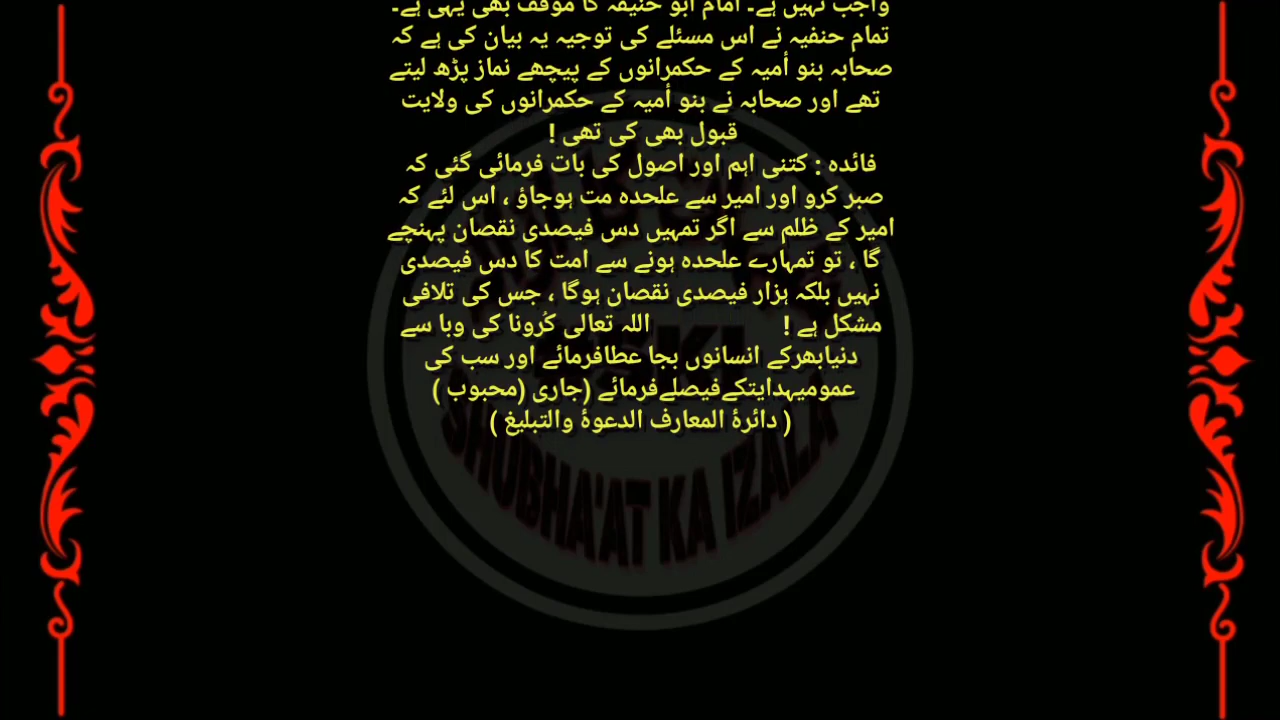 واجب نہیں ہے۔ امام ابو حنیفہ کا موقف بھی یہی ہے۔
تمام حنفیہ نے اس مسئلے کی توجیہ یہ بیان کی ہے کہ
صحابہ بنو أمیہ کے حکمرانوں کے پیچھے نماز پڑھ لیتے
تھے اور صحابہ نے بنو أمیہ کے حکمرانوں کی ولایت
قبول بھی کی تھی !
فائدہ : کتنی اہم اور اصول کی بات فرمائی گئی کہ
صبر کرو اور امیر سے علحدہ مت ہوجاؤ ، اس لئے کہ
امیر کے ظلم سے اگر تمہیں دس فیصدی نقصان پہنچے
گا ، تو تمہارے علحدہ ہونے سے امت کا دس فیصدی
نہیں بلکہ ہزار فیصدی نقصان ہوگا ، جس کی تلافی
مشکل ہے ! اللہ تعالی کُرونا کی وبا سے
دنیابھرکے انسانوں بجا عطافرمائے اور سب کی
عمومیہدایتکےفیصلےفرمائے (جاری (محبوب )
( دائرۂ المعارف الدعوۂ والتبلیغ )
SHUBHA'AT KA IZALA